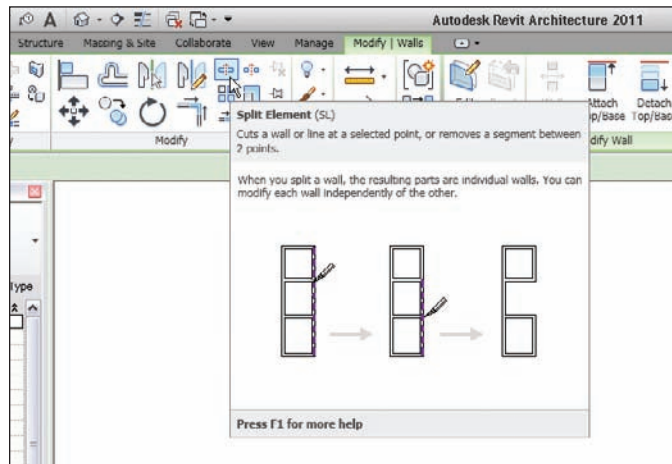 Autodesk Revit Architecture 2011
Structure Massing & Site Collaborate View Manage Modify | Walls
Attach
Top/Base
Detach
Top/Base
Modify
Modify Wall
Split Element (SL)
Cuts a wall or line at a selected point, or removes a segment between
2 points.
When you split a wall, the resulting parts are individual walls. You can
modify each wall independently of the other.
Type
Press F1 for more help